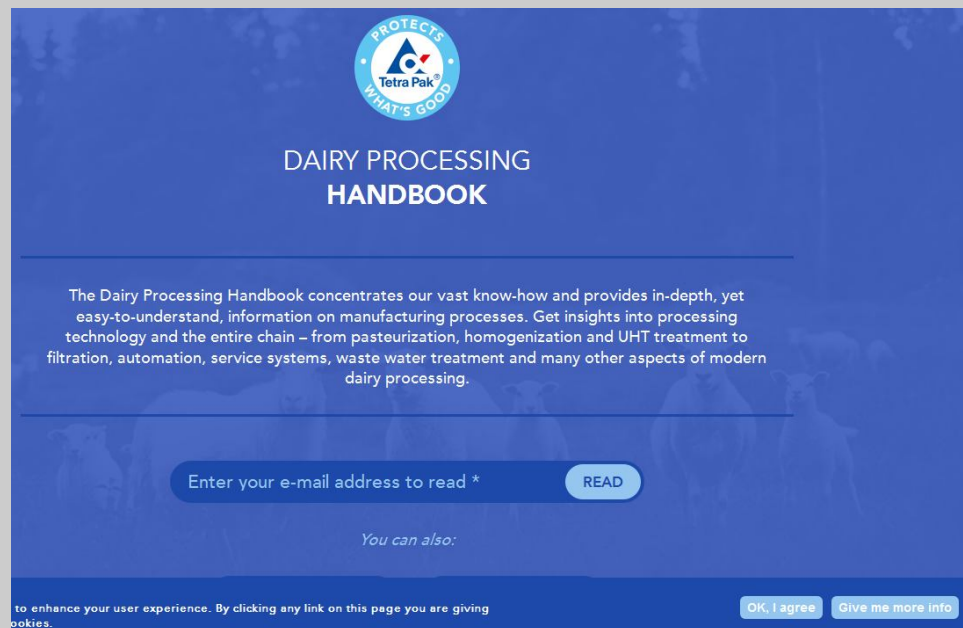 PROTECTS
Tetra Pak®
WHAT'S GOOD
DAIRY PROCESSING
HANDBOOK
The Dairy Processing Handbook concentrates our vast know-how and provides in-depth, yet
easy-to-understand, information on manufacturing processes. Get insights into processing
technology and the entire chain – from pasteurization, homogenization and UHT treatment to
filtration, automation, service systems, waste water treatment and many other aspects of modern
dairy processing.
Enter your e-mail address to read *
READ
You can also:
to enhance your user experience. By clicking any link on this page you are giving
ookies.
OK, I agree
Give me more info